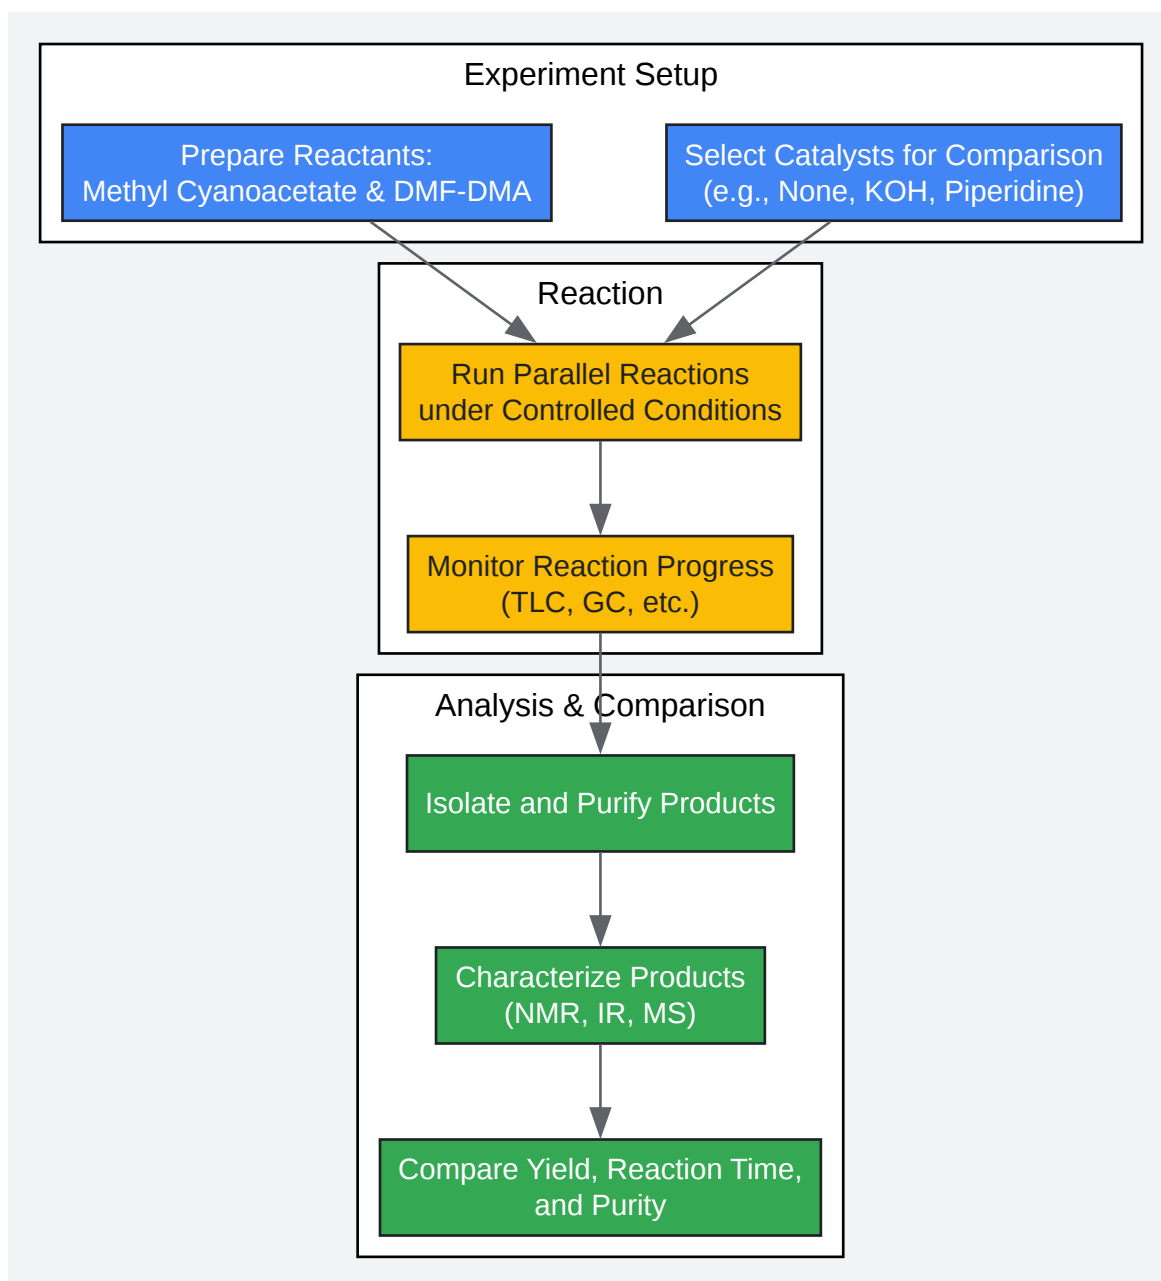 Experiment Setup
Prepare Reactants:
Methyl Cyanoacetate & DMF-DMA
Select Catalysts for Comparison
(e.g., None, KOH, Piperidine)
Reaction
Run Parallel Reactions
under Controlled Conditions
Monitor Reaction Progress
(TLC, GC, etc.)
Analysis & Comparison
Isolate and Purify Products
Characterize Products
(NMR, IR, MS)
Compare Yield, Reaction Time,
and Purity